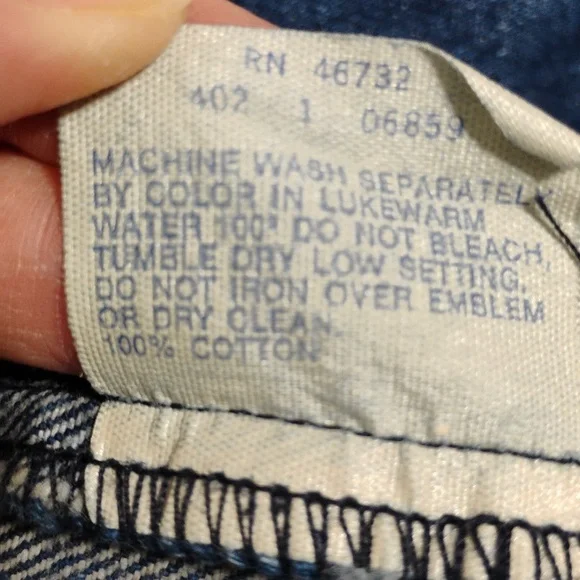 RN 46732
402 1 06859
MACHINE WASH SEPARATELY
BY COLOR IN LUKEWARM
WATER 100° DO NOT BLEACH,
TUMBLE DRY LOW SETTING.
DO NOT IRON OVER EMBLEM
OR DRY CLEAN.
100% COTTON